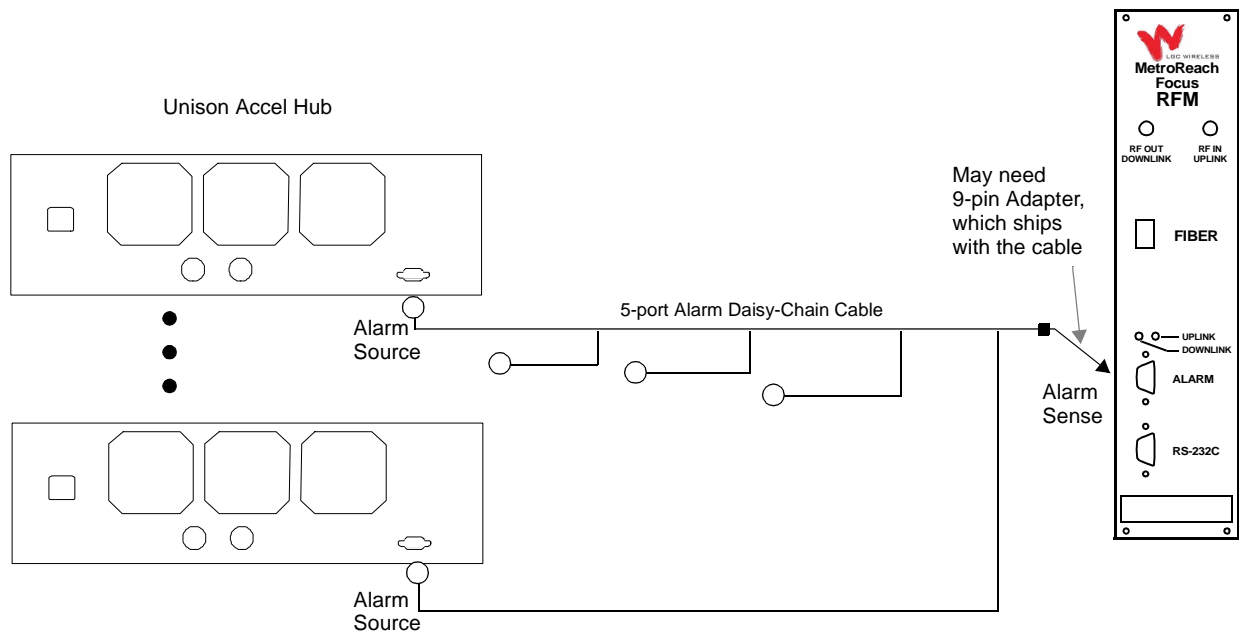 LGC WIRELESS
MetroReach
Focus
RFM
Unison Accel Hub
RF OUT
DOWNLINK
RF IN
UPLINK
May need
9-pin Adapter,
which ships
with the cable
FIBER
5-port Alarm Daisy-Chain Cable
Alarm
Source
UPLINK
DOWNLINK
ALARM
Alarm
Sense
RS-232C
Alarm
Source